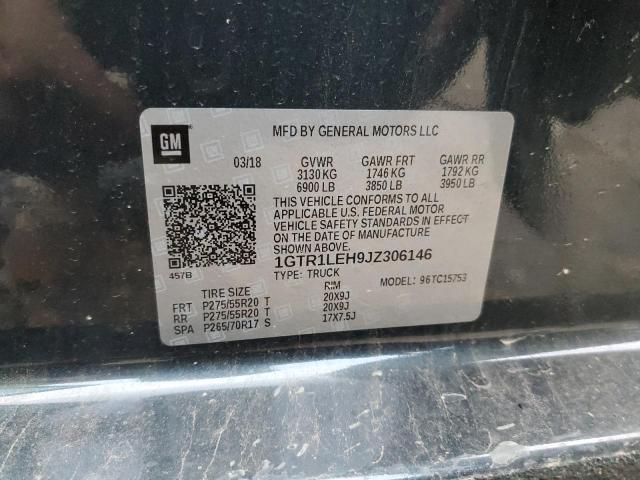 GM
MFD BY GENERAL MOTORS LLC
03/18 GVWR GAWR FRT GAWR RR
3130 KG 1746 KG 1792 KG
6900 LB 3850 LB 3950 LB
THIS VEHICLE CONFORMS TO ALL
APPLICABLE U.S. FEDERAL MOTOR
VEHICLE SAFETY STANDARDS IN EFFECT
ON THE DATE OF MANUFACTURE
SHOWN ABOVE.
457B
1GTR1LEH9JZ306146
TYPE: TRUCK
MODEL: 96TC15753
TIRE SIZE RIM
FRT P275/55R20 T 20X9J
RR P275/55R20 T 20X9J
SPA P265/70R17 S 17X7.5J